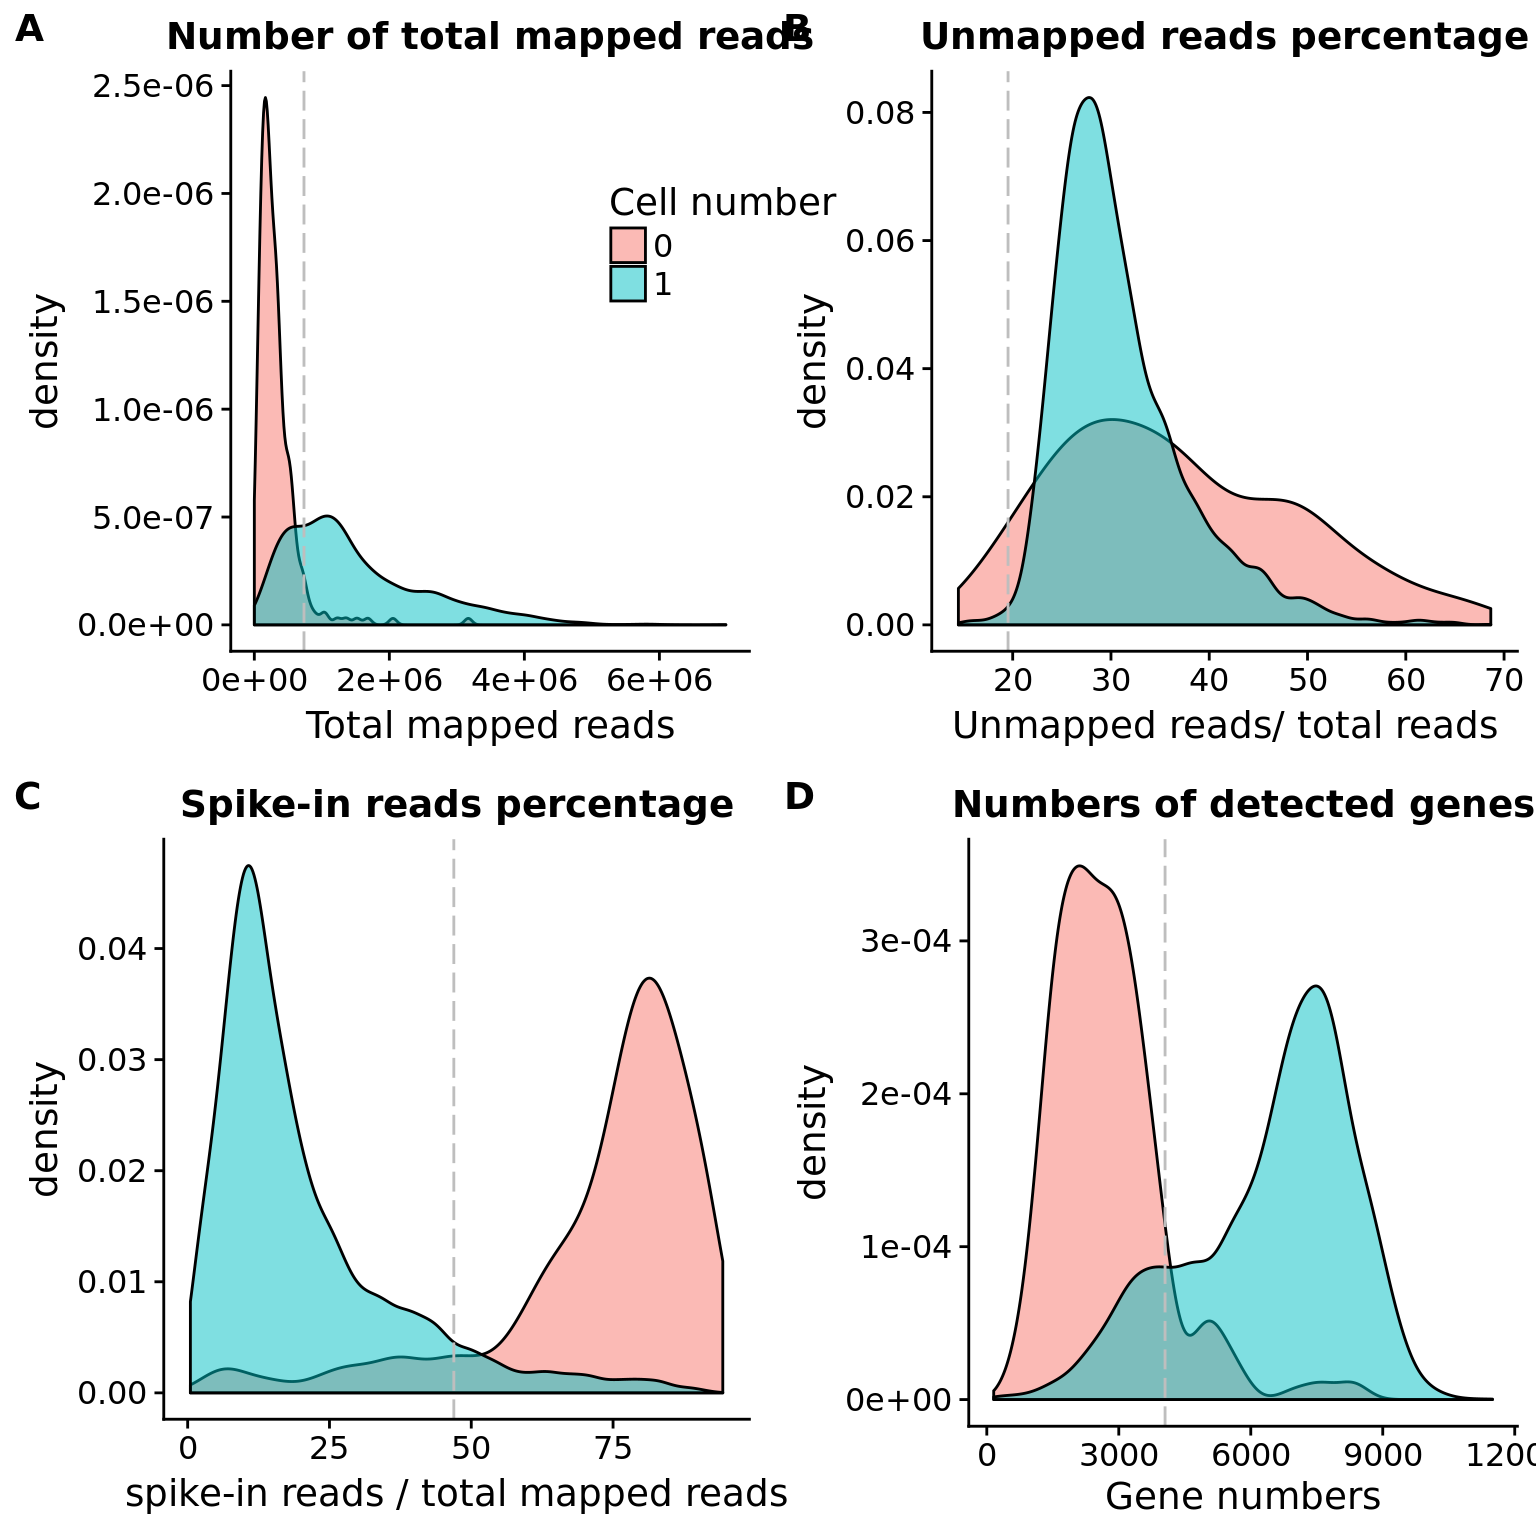 A
Number of total mapped reads
2.5e-06
2.0e-06
1.5e-06
1.0e-06
5.0e-07
0.0e+00
density
Cell number
0
1
0e+00 2e+06 4e+06 6e+06
Total mapped reads
B
Unmapped reads percentage
0.08
0.06
0.04
0.02
0.00
density
20 30 40 50 60 70
Unmapped reads/ total reads
C
Spike-in reads percentage
0.04
0.03
0.02
0.01
0.00
density
0 25 50 75
spike-in reads / total mapped reads
D
Numbers of detected genes
3e-04
2e-04
1e-04
0e+00
density
0 3000 6000 9000 1200
Gene numbers